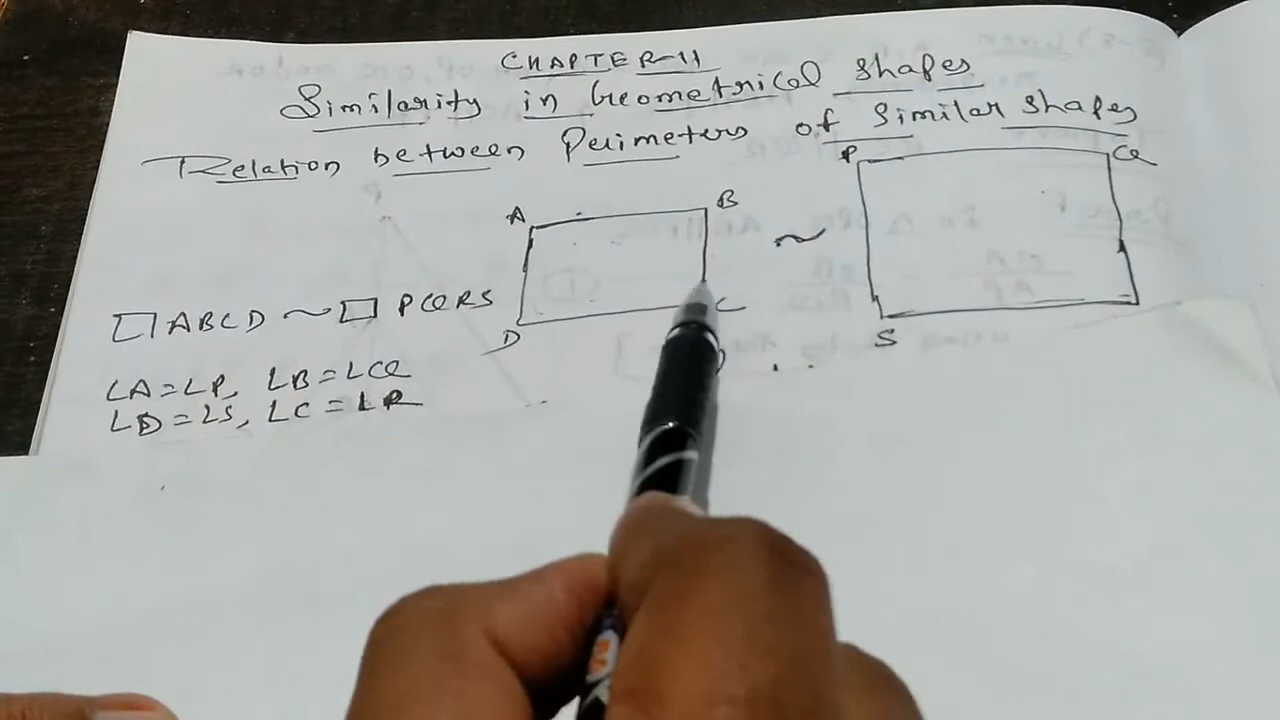 CHAPTER-11
Similarity in Geometrical shapes
Relation between Perimeters of Similar shapes
P Q
A B
~
□ ABCD ~ □ PQRS
C
D
S
∠A = ∠P, ∠B = ∠Q
∠D = ∠S, ∠C = ∠R